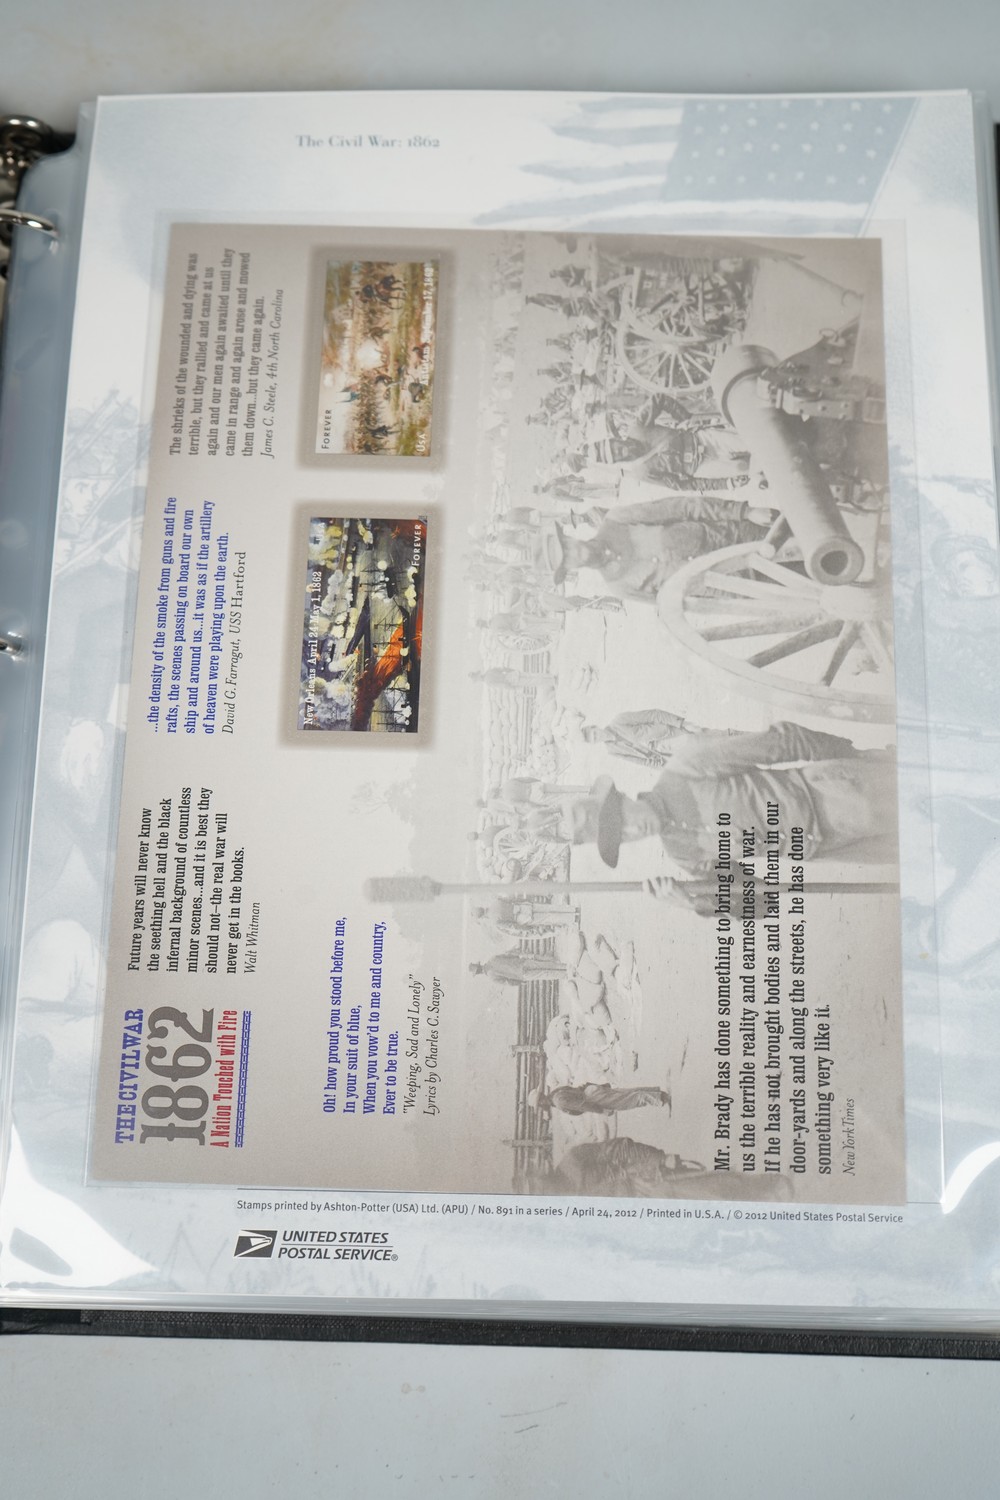 The Civil War: 1862
THE CIVIL WAR
1862
A Nation Touched with Fire
Future years will never know
the seething hell and the black
infernal background of countless
minor scenes...and it is best they
should not—the real war will
never get in the books.
Walt Whitman
...the density of the smoke from guns and fire
rafts, the scenes passing on board our own
ship and around us...it was as if the artillery
of heaven were playing upon the earth.
David G. Farragut, USS Hartford
The shrieks of the wounded and dying was
terrible, but they rallied and came at us
again and our men again awaited until they
came in range and again arose and mowed
them down...but they came again.
James C. Steele, 4th North Carolina
Oh! how proud you stood before me,
In your suit of blue,
When you vow'd to me and country,
Ever to be true.
"Weeping, Sad and Lonely"
Lyrics by Charles C. Sawyer
New Orleans April 24-May 1, 1862
FOREVER
FOREVER
USA
17, 1862
Mr. Brady has done something to bring home to
us the terrible reality and earnestness of war.
If he has not brought bodies and laid them in our
door-yards and along the streets, he has done
something very like it.
New York Times
Stamps printed by Ashton-Potter (USA) Ltd. (APU) / No. 891 in a series / April 24, 2012 / Printed in U.S.A. / © 2012 United States Postal Service
UNITED STATES
POSTAL SERVICE®